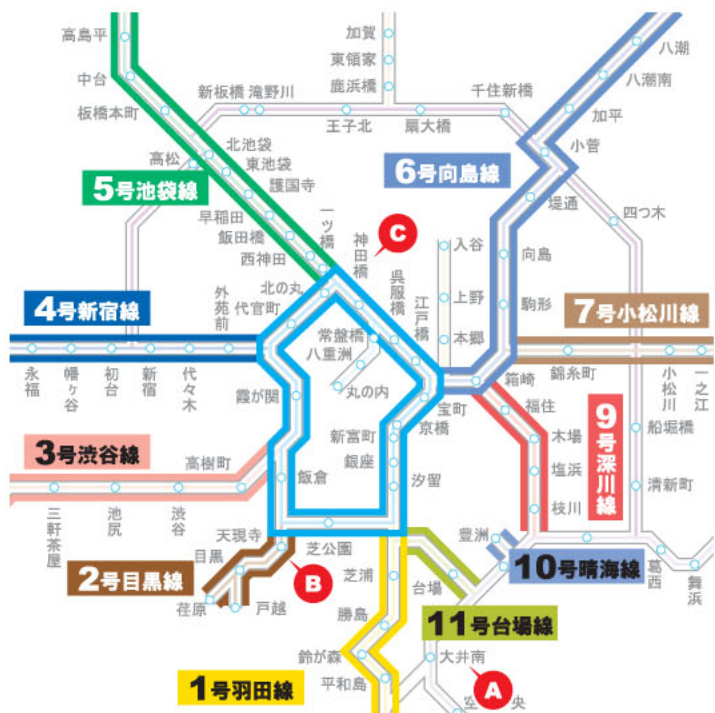 加賀
高島平
八潮
東領家
中台
鹿浜橋
八潮南
新板橋
滝野川
千住新橋
板橋本町
加平
王子北
扇大橋
北池袋
小菅
高松
東池袋
6号向島線
5号池袋線
護国寺
堤通
早稲田
一ツ橋
四つ木
飯田橋
神田橋
C
入谷
西神田
呉服橋
向島
北の丸
江戸橋
外苑前
代官町
上野
駒形
4号新宿線
7号小松川線
常盤橋
八重洲
本郷
永福
幡ヶ谷
初台
新宿
代々木
丸の内
箱崎
錦糸町
小松川
一之江
霞が関
宝町
福住
9号深川線
京橋
新富町
木場
船堀橋
3号渋谷線
高樹町
銀座
飯倉
汐留
塩浜
清新町
三軒茶屋
池尻
渋谷
枝川
天現寺
豊洲
目黒
芝公園
2号目黒線
B
芝浦
台場
10号晴海線
葛西
舞浜
荏原
戸越
勝島
11号台場線
鈴が森
大井南
1号羽田線
平和島
A
空
央